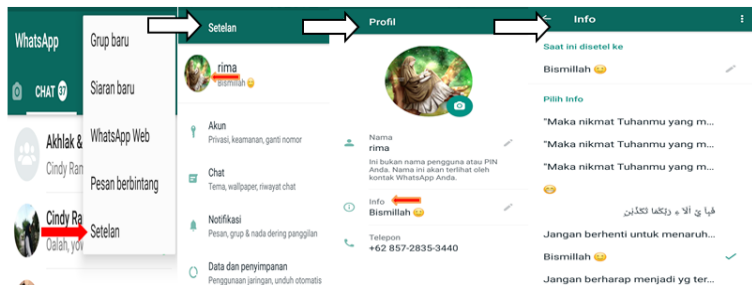 WhatsApp
CHAT 37
Akhlak &
Cindy Ran
Cindy Ra
Oalah, yov
Grup baru
Siaran baru
WhatsApp Web
Pesan berbintang
Setelan
Setelan
rima
Bismillah 😊
Akun
Privasi, keamanan, ganti nomor
Chat
Tema, wallpaper, riwayat chat
Notifikasi
Pesan, grup & nada dering panggilan
Data dan penyimpanan
Penggunaan jaringan, unduh otomatis
Profil
Nama
rima
Ini bukan nama pengguna atau PIN
Anda. Nama ini akan terlihat oleh
kontak WhatsApp Anda.
Info
Bismillah 😊
Telepon
+62 857-2835-3440
Info
Saat ini disetel ke
Bismillah 😊
Pilih Info
"Maka nikmat Tuhanmu yang m...
"Maka nikmat Tuhanmu yang m...
"Maka nikmat Tuhanmu yang m...
😁
Jangan berhenti untuk menaruh...
Bismillah 😊
Jangan berharap menjadi yg ter...